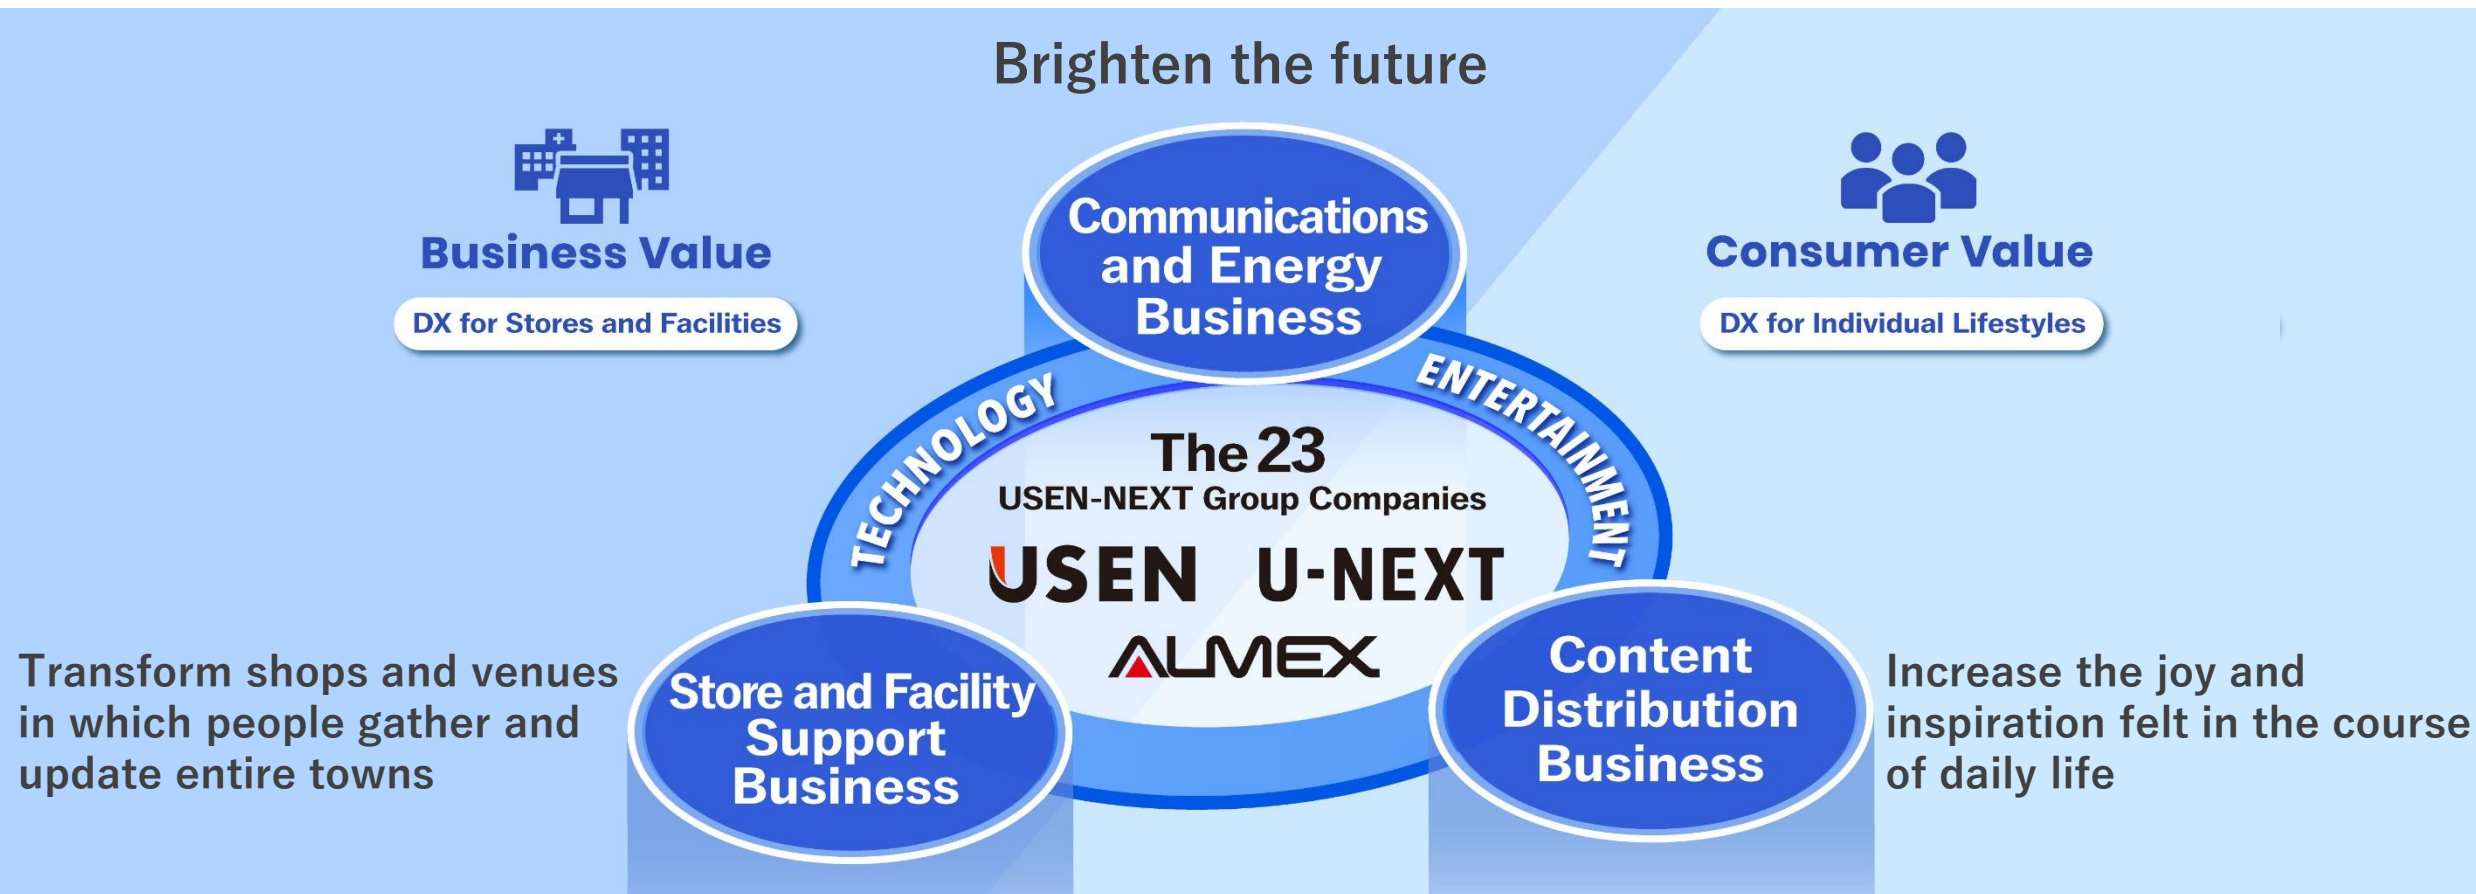 Brighten the future
Business Value
DX for Stores and Facilities
Consumer Value
DX for Individual Lifestyles
Communications
and Energy
Business
TECHNOLOGY
ENTERTAINMENT
The 23
USEN-NEXT Group Companies
USEN U-NEXT
ALMEX
Transform shops and venues
in which people gather and
update entire towns
Store and Facility
Support
Business
Content
Distribution
Business
Increase the joy and
inspiration felt in the course
of daily life